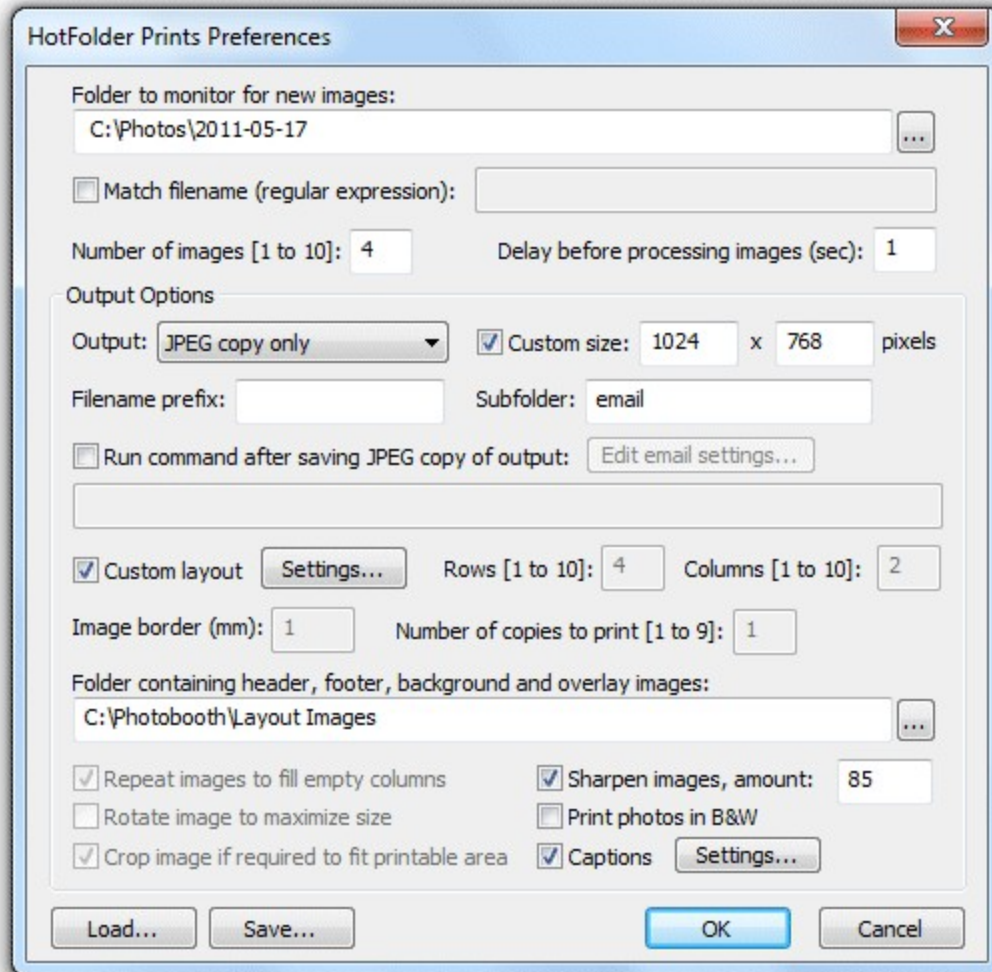 HotFolder Prints Preferences
Folder to monitor for new images:
C:\Photos\2011-05-17
...
Match filename (regular expression):
Number of images [1 to 10]: 4 Delay before processing images (sec): 1
Output Options
Output: JPEG copy only Custom size: 1024 x 768 pixels
Filename prefix: Subfolder: email
Run command after saving JPEG copy of output: Edit email settings...
Custom layout Settings... Rows [1 to 10]: 4 Columns [1 to 10]: 2
Image border (mm): 1 Number of copies to print [1 to 9]: 1
Folder containing header, footer, background and overlay images:
C:\Photobooth\Layout Images
...
Repeat images to fill empty columns Sharpen images, amount: 85
Rotate image to maximize size Print photos in B&W
Crop image if required to fit printable area Captions Settings...
Load... Save... OK Cancel